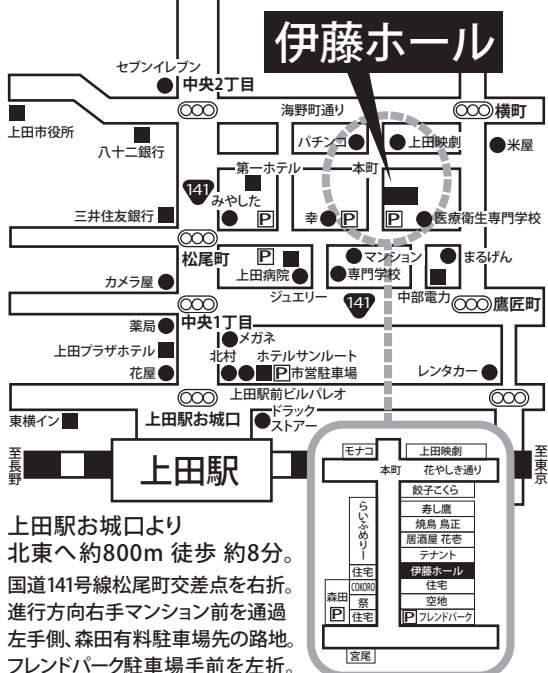 伊藤ホール
セブンイレブン
中央2丁目
海野町通り
横町
上田市役所
八十二銀行
パチンコ
上田映劇
米屋
第一ホテル
本町
141
みやした
三井住友銀行
P
幸
P
P
医療衛生専門学校
松尾町
P
マンション
まるげん
上田病院
専門学校
カメラ屋
ジュエリー
141
中部電力
鷹匠町
薬局
中央1丁目
メガネ
上田プラザホテル
北村
ホテルサンルート
花屋
P市営駐車場
レンタカー
上田駅前ビルパレオ
東横イン
上田駅お城口
ドラック
ストアー
至長野
上田駅
至東京
モナコ
上田映劇
本町
花やしき通り
餃子こくら
らいふめりー
寿し鷹
焼鳥 鳥正
居酒屋 花壱
テナント
住宅
伊藤ホール
COKORO
住宅
森田
P
祭
空地
住宅
P フレンドパーク
宮尾
上田駅お城口より
北東へ約800m 徒歩 約8分。
国道141号線松尾町交差点を右折。
進行方向右手マンション前を通過
左手側、森田有料駐車場先の路地。
フレンドパーク駐車場手前を左折。